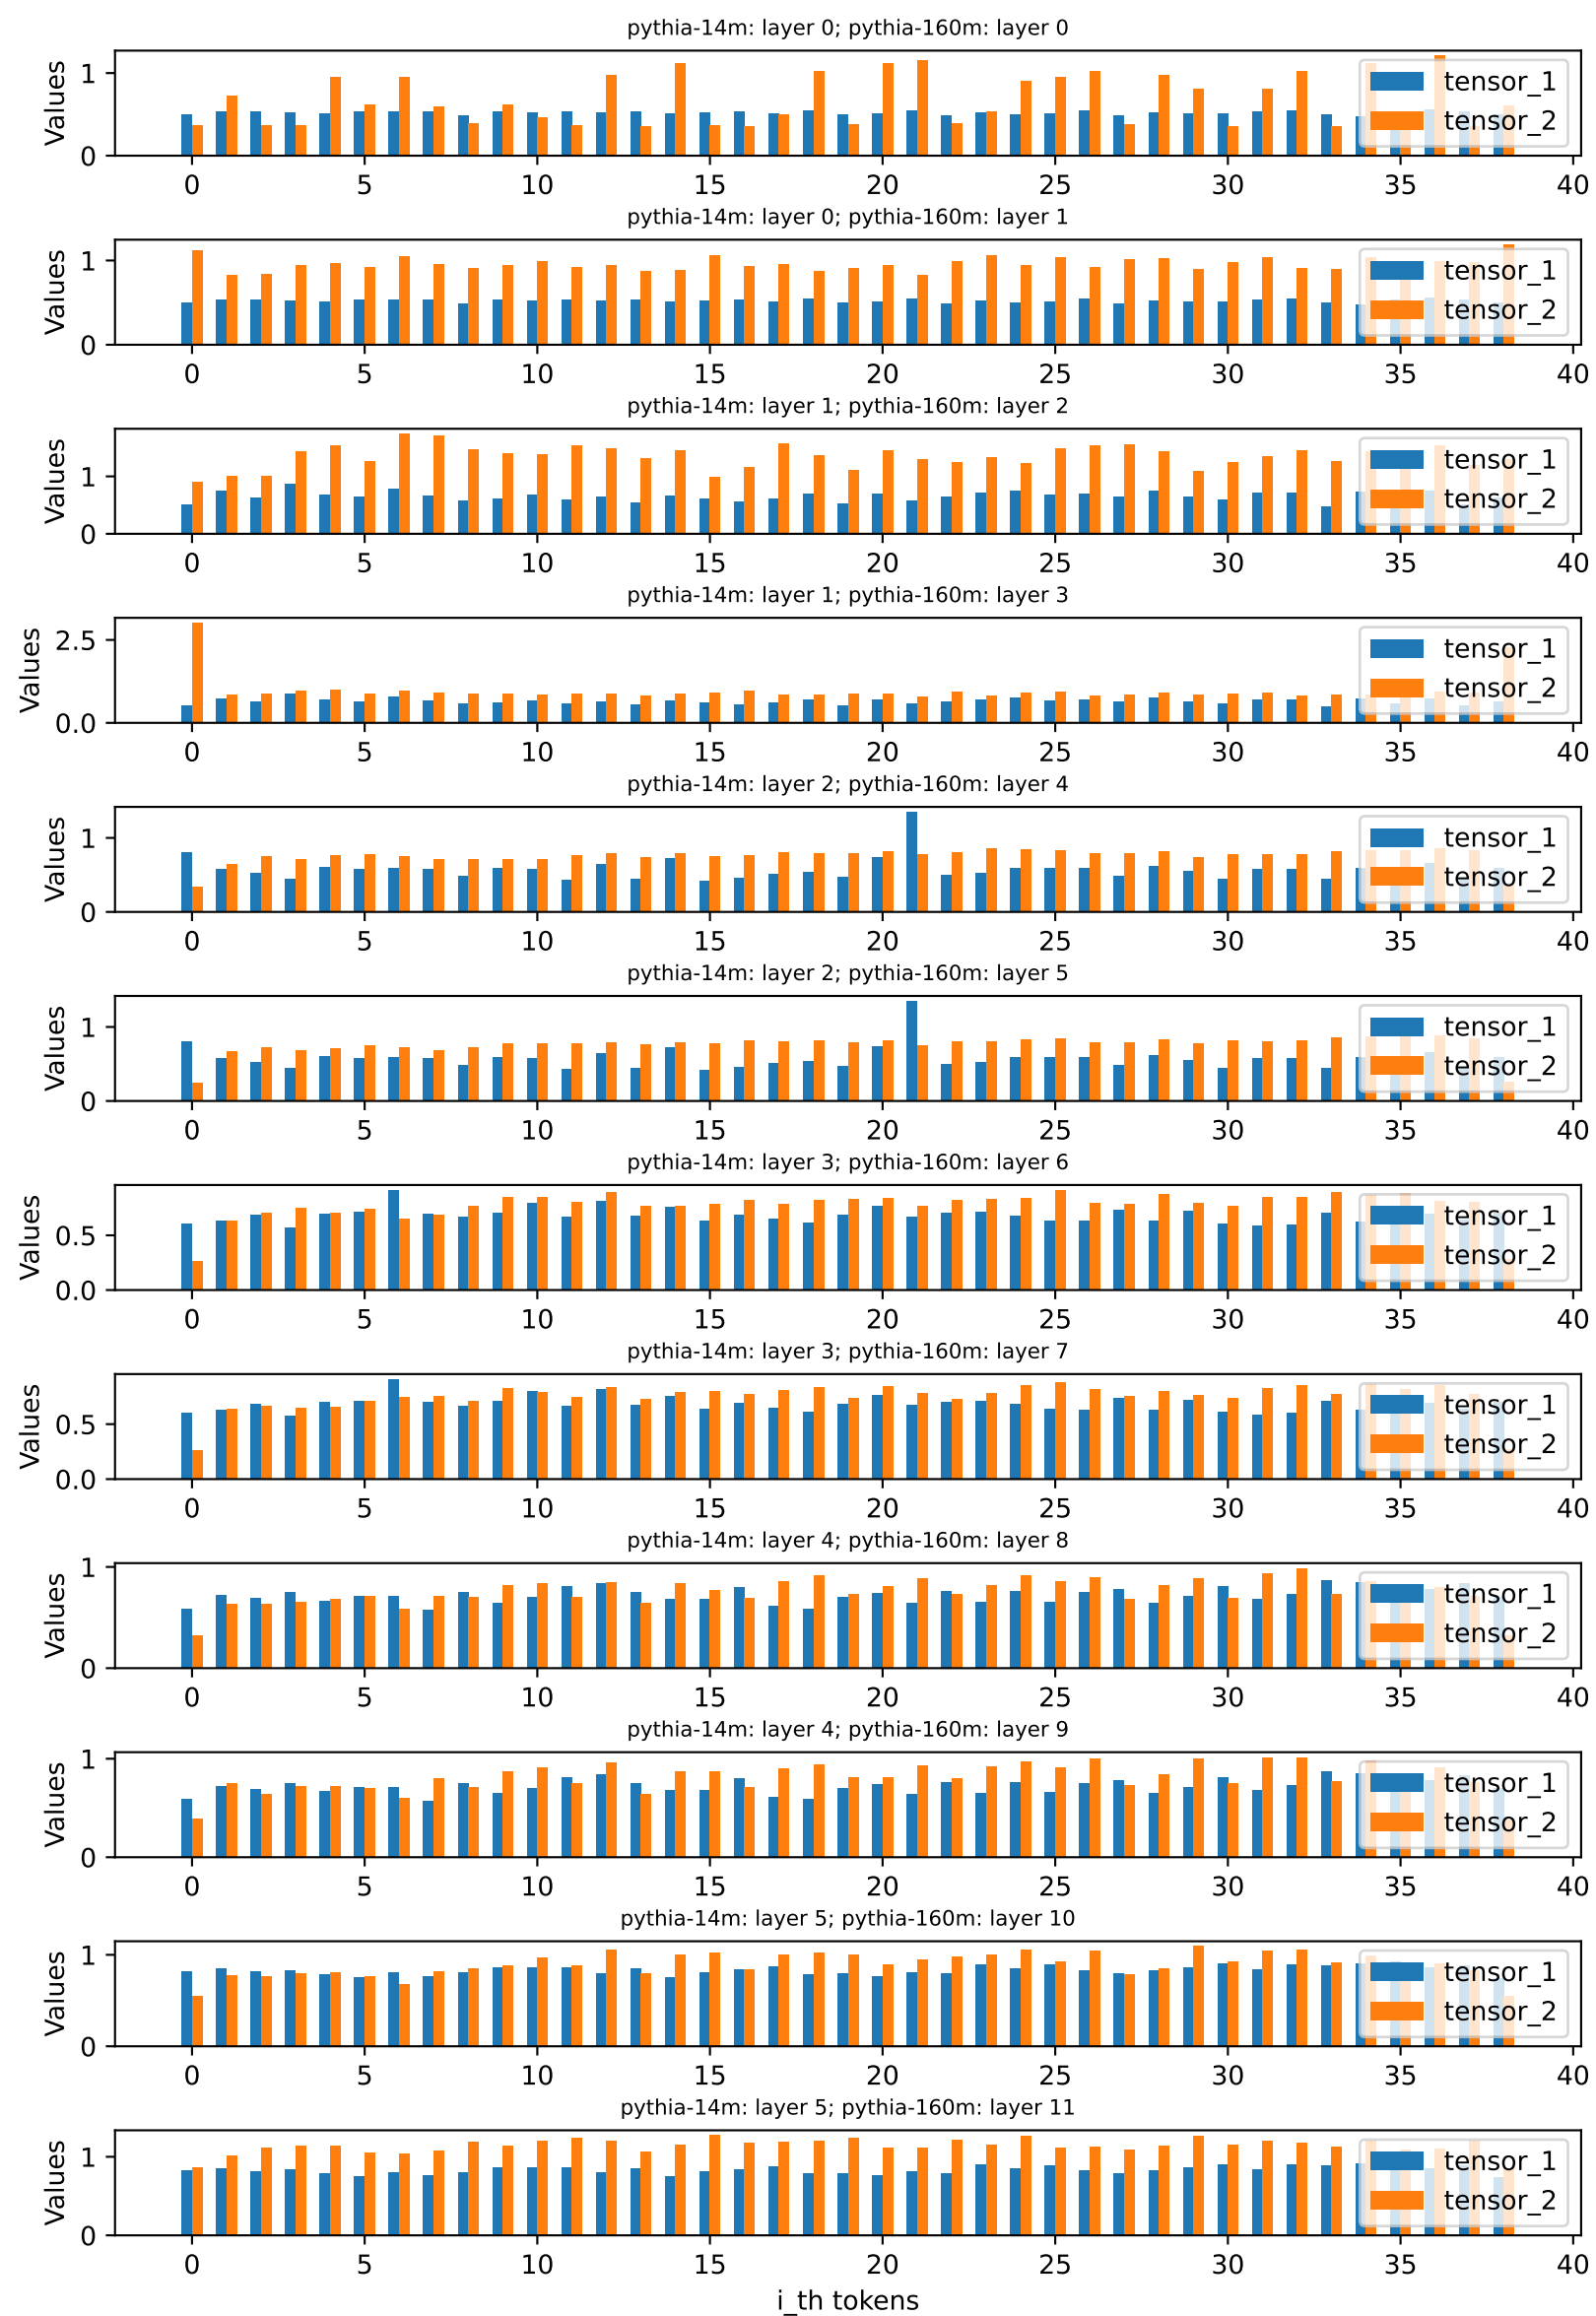 pythia-14m: layer 0; pythia-160m: layer 0
Values
1
0
tensor_1
tensor_2
0 5 10 15 20 25 30 35 40
pythia-14m: layer 0; pythia-160m: layer 1
Values
1
0
tensor_1
tensor_2
0 5 10 15 20 25 30 35 40
pythia-14m: layer 1; pythia-160m: layer 2
Values
1
0
tensor_1
tensor_2
0 5 10 15 20 25 30 35 40
pythia-14m: layer 1; pythia-160m: layer 3
Values
2.5
0.0
tensor_1
tensor_2
0 5 10 15 20 25 30 35 40
pythia-14m: layer 2; pythia-160m: layer 4
Values
1
0
tensor_1
tensor_2
0 5 10 15 20 25 30 35 40
pythia-14m: layer 2; pythia-160m: layer 5
Values
1
0
tensor_1
tensor_2
0 5 10 15 20 25 30 35 40
pythia-14m: layer 3; pythia-160m: layer 6
Values
0.5
0.0
tensor_1
tensor_2
0 5 10 15 20 25 30 35 40
pythia-14m: layer 3; pythia-160m: layer 7
Values
0.5
0.0
tensor_1
tensor_2
0 5 10 15 20 25 30 35 40
pythia-14m: layer 4; pythia-160m: layer 8
Values
1
0
tensor_1
tensor_2
0 5 10 15 20 25 30 35 40
pythia-14m: layer 4; pythia-160m: layer 9
Values
1
0
tensor_1
tensor_2
0 5 10 15 20 25 30 35 40
pythia-14m: layer 5; pythia-160m: layer 10
Values
1
0
tensor_1
tensor_2
0 5 10 15 20 25 30 35 40
pythia-14m: layer 5; pythia-160m: layer 11
Values
1
0
tensor_1
tensor_2
0 5 10 15 20 25 30 35 40
i_th tokens